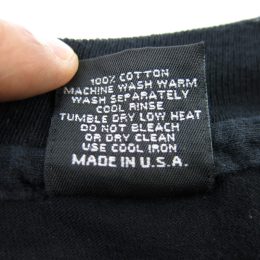 100% COTTON
MACHINE WASH WARM
WASH SEPARATELY
COOL RINSE
TUMBLE DRY LOW HEAT
DO NOT BLEACH
OR DRY CLEAN
USE COOL IRON
MADE IN U.S.A.